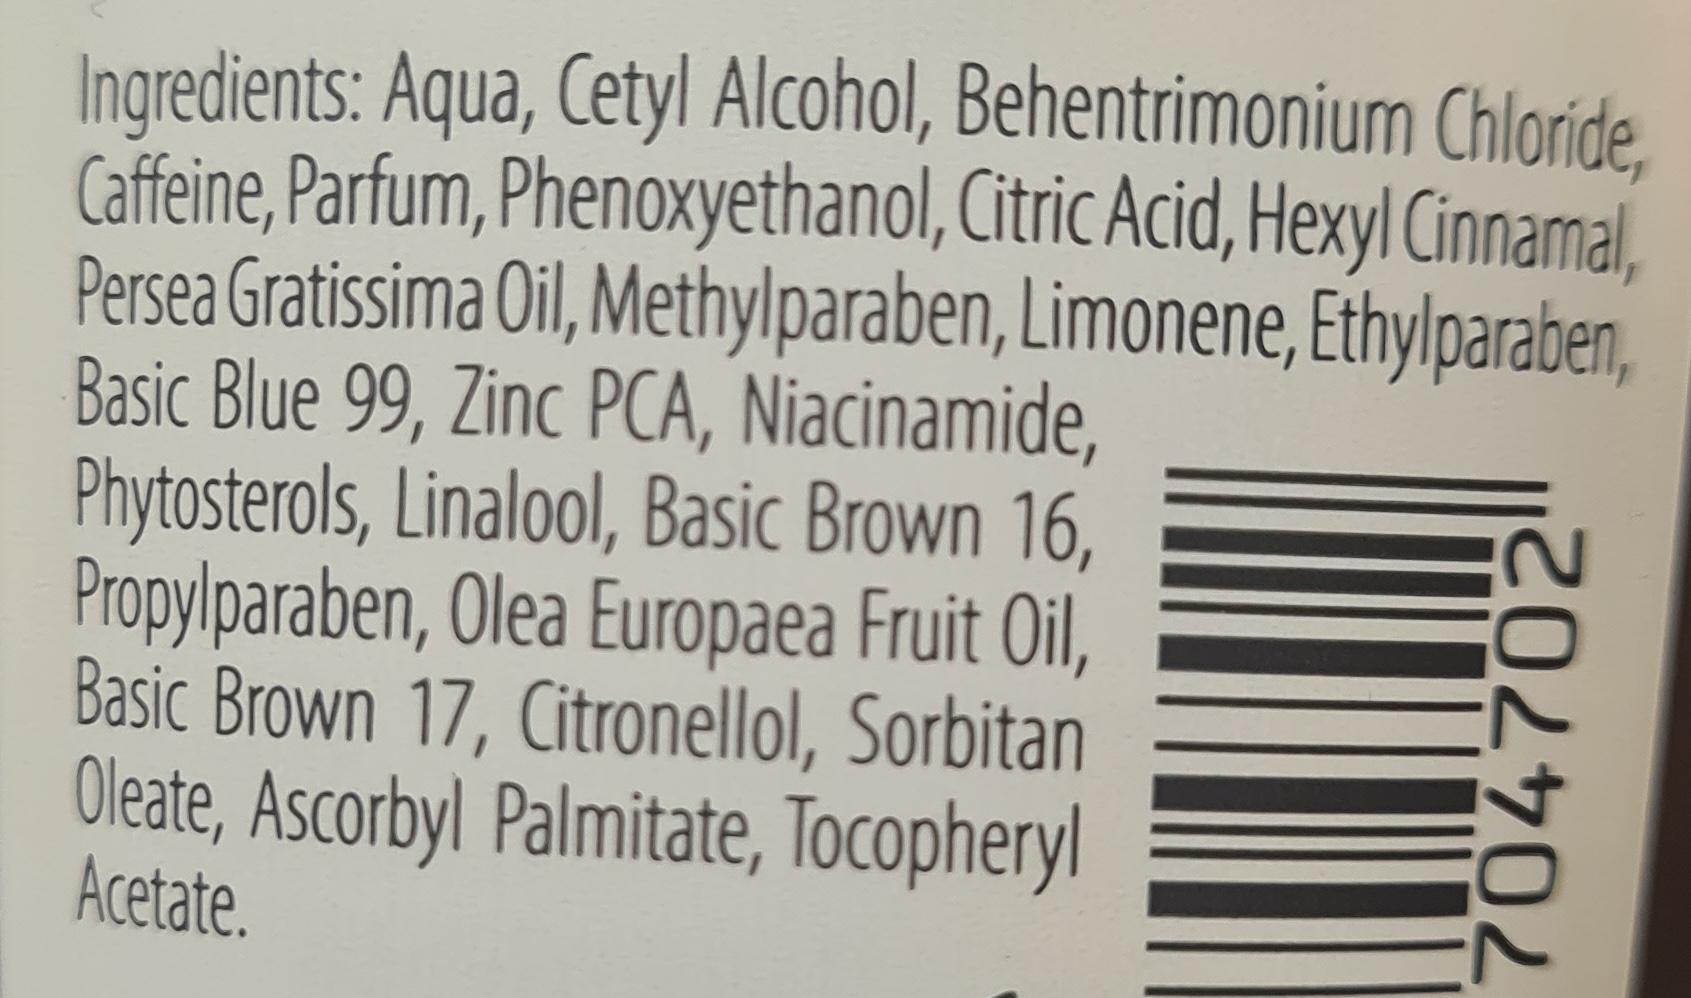 Ingredients: Aqua, Cetyl Alcohol, Behentrimonium Chloride,
Caffeine, Parfum, Phenoxyethanol, Citric Acid, Hexyl Cinnamal,
Persea Gratissima Oil, Methylparaben, Limonene, Ethylparaben,
Basic Blue 99, Zinc PCA, Niacinamide,
Phytosterols, Linalool, Basic Brown 16,
Propylparaben, Olea Europaea Fruit Oil,
Basic Brown 17, Citronellol, Sorbitan
Oleate, Ascorbyl Palmitate, Tocopheryl
Acetate.
704702